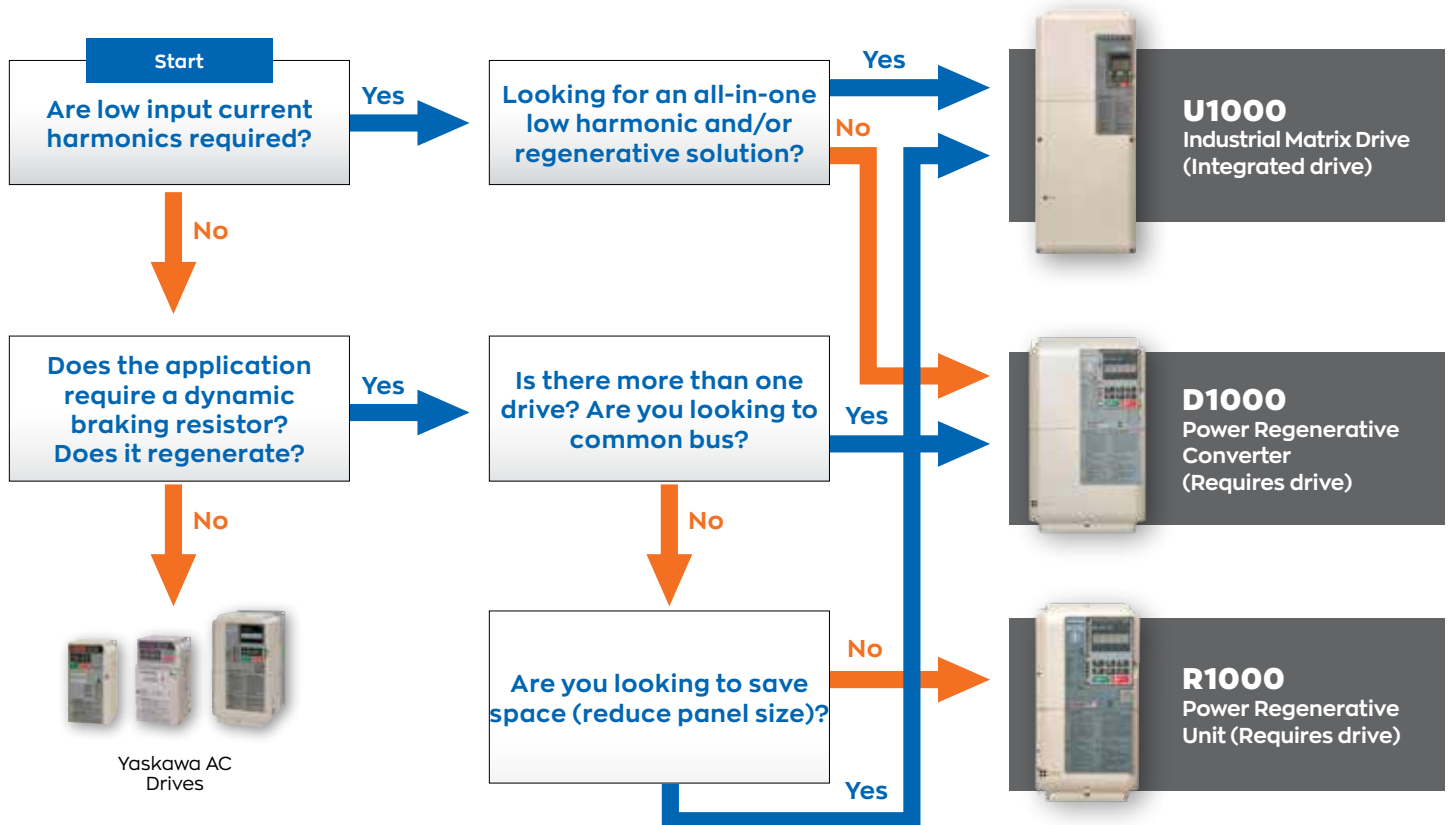 Start
Are low input current
harmonics required?
Yes
Looking for an all-in-one
low harmonic and/or
regenerative solution?
Yes
No
U1000
Industrial Matrix Drive
(Integrated drive)
No
Does the application
require a dynamic
braking resistor?
Does it regenerate?
Yes
Is there more than one
drive? Are you looking to
common bus?
Yes
D1000
Power Regenerative
Converter
(Requires drive)
No
No
Yaskawa AC
Drives
Are you looking to save
space (reduce panel size)?
No
Yes
R1000
Power Regenerative
Unit (Requires drive)